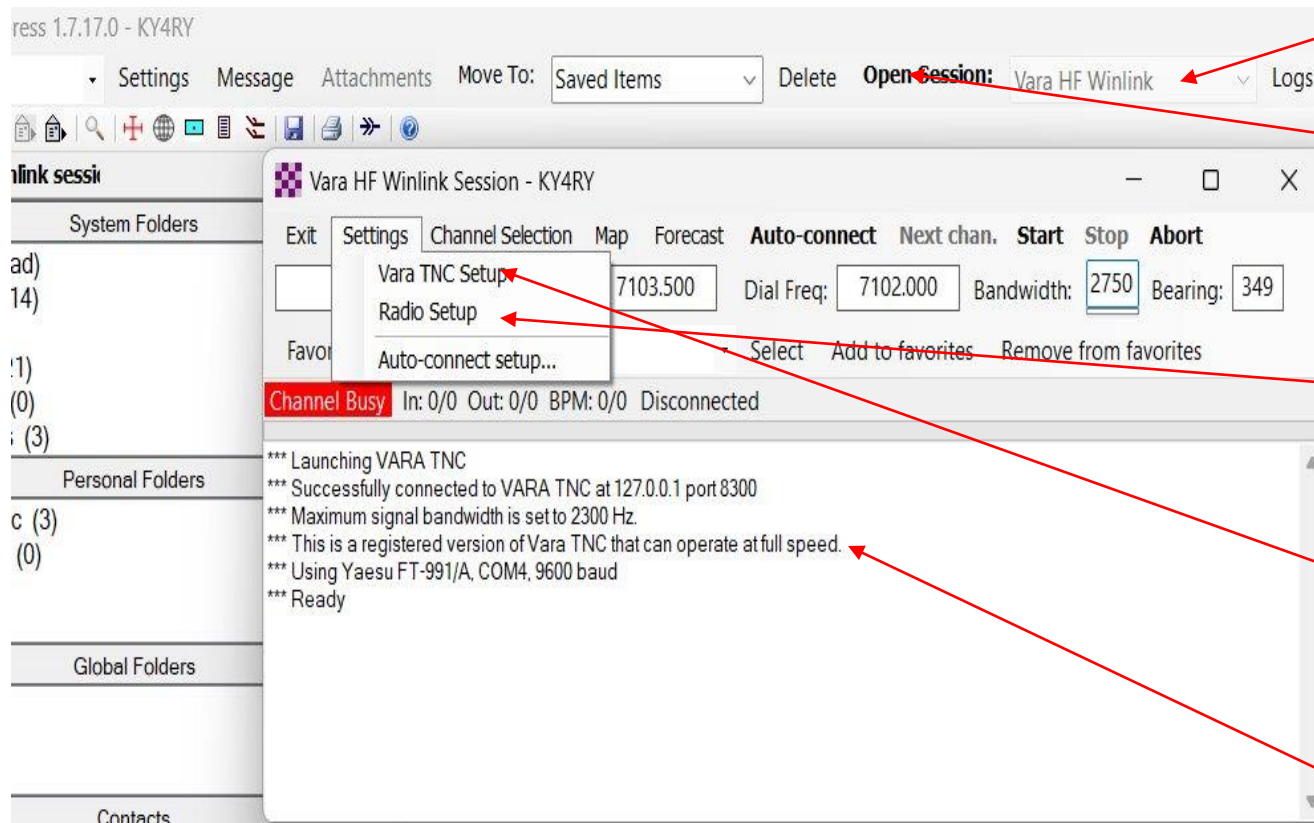 ress 1.7.17.0 - KY4RY
Settings Message Attachments Move To: Saved Items Delete Open Session: Vara HF Winlink Logs
nlink sessi
Vara HF Winlink Session - KY4RY
System Folders
Exit Settings Channel Selection Map Forecast Auto-connect Next chan. Start Stop Abort
ad)
14)
Vara TNC Setup
7103.500 Dial Freq: 7102.000 Bandwidth: 2750 Bearing: 349
Radio Setup
Favor Select Add to favorites Remove from favorites
Auto-connect setup...
1)
(0)
(3)
Channel Busy In: 0/0 Out: 0/0 BPM: 0/0 Disconnected
*** Launching VARA TNC
*** Successfully connected to VARA TNC at 127.0.0.1 port 8300
*** Maximum signal bandwidth is set to 2300 Hz.
*** This is a registered version of Vara TNC that can operate at full speed.
*** Using Yaesu FT-991/A, COM4, 9600 baud
*** Ready
Personal Folders
c (3)
(0)
Global Folders
Contacts